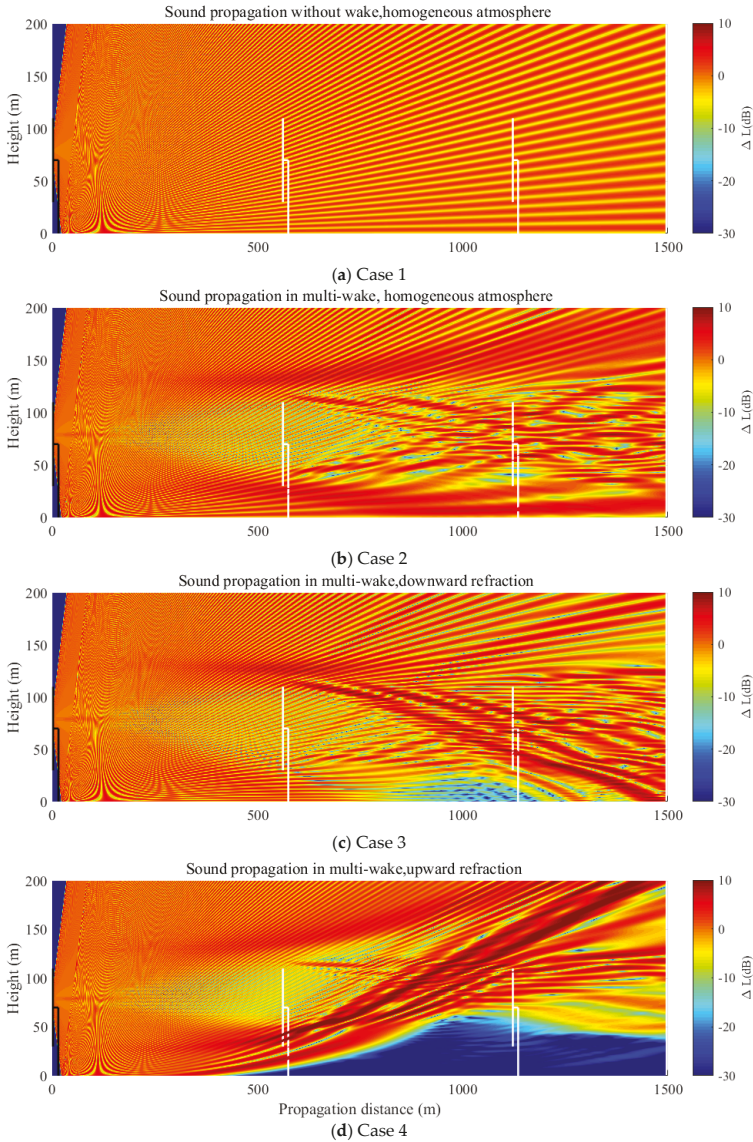 Sound propagation without wake,homogeneous atmosphere
200
150
100
50
0
Height (m)
0 500 1000 1500
10
0
-10
-20
-30
Δ L(dB)
(a) Case 1
Sound propagation in multi-wake, homogeneous atmosphere
200
150
100
50
0
Height (m)
0 500 1000 1500
10
0
-10
-20
-30
Δ L(dB)
(b) Case 2
Sound propagation in multi-wake,downward refraction
200
150
100
50
0
Height (m)
0 500 1000 1500
10
0
-10
-20
-30
Δ L(dB)
(c) Case 3
Sound propagation in multi-wake,upward refraction
200
150
100
50
0
Height (m)
0 500 1000 1500
Propagation distance (m)
10
0
-10
-20
-30
Δ L(dB)
(d) Case 4